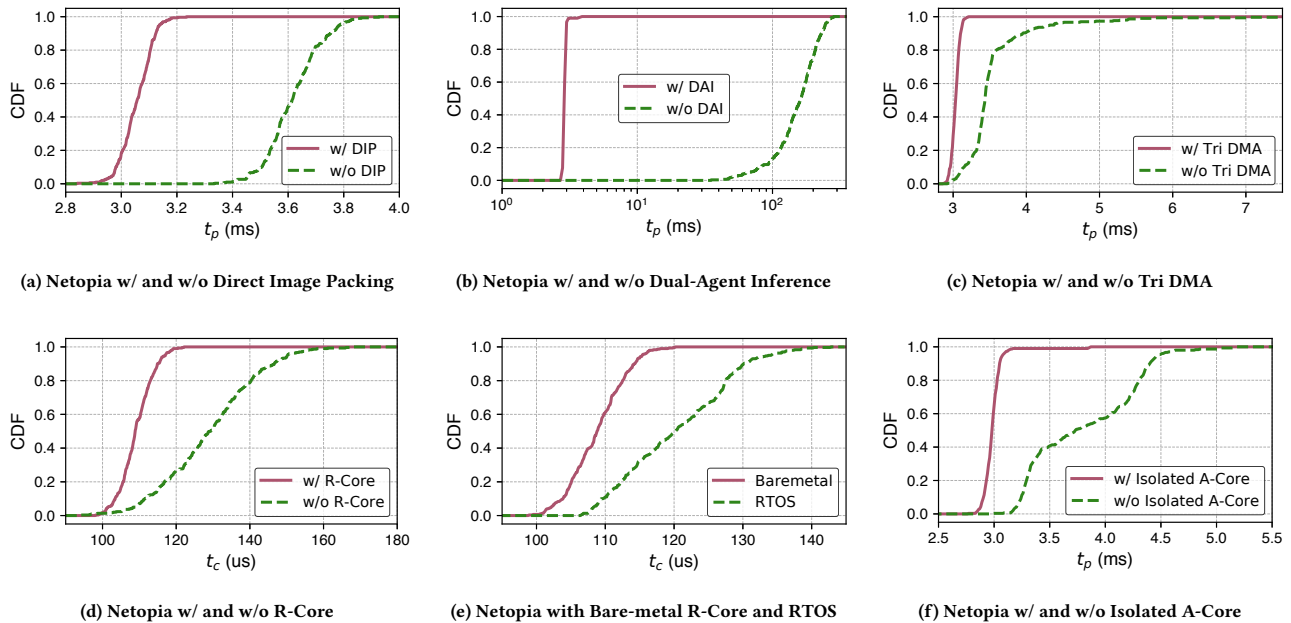 CDF
1.0
0.8
0.6
0.4
0.2
0.0
w/ DIP
w/o DIP
2.8 3.0 3.2 3.4 3.6 3.8 4.0
t_p (ms)
(a) Netopia w/ and w/o Direct Image Packing
CDF
1.0
0.8
0.6
0.4
0.2
0.0
w/ DAI
w/o DAI
10^0 10^1 10^2
t_p (ms)
(b) Netopia w/ and w/o Dual-Agent Inference
CDF
1.0
0.8
0.6
0.4
0.2
0.0
w/ Tri DMA
w/o Tri DMA
3 4 5 6 7
t_p (ms)
(c) Netopia w/ and w/o Tri DMA
CDF
1.0
0.8
0.6
0.4
0.2
0.0
w/ R-Core
w/o R-Core
100 120 140 160 180
t_c (us)
(d) Netopia w/ and w/o R-Core
CDF
1.0
0.8
0.6
0.4
0.2
0.0
Baremetal
RTOS
100 110 120 130 140
t_c (us)
(e) Netopia with Bare-metal R-Core and RTOS
CDF
1.0
0.8
0.6
0.4
0.2
0.0
w/ Isolated A-Core
w/o Isolated A-Core
2.5 3.0 3.5 4.0 4.5 5.0 5.5
t_p (ms)
(f) Netopia w/ and w/o Isolated A-Core